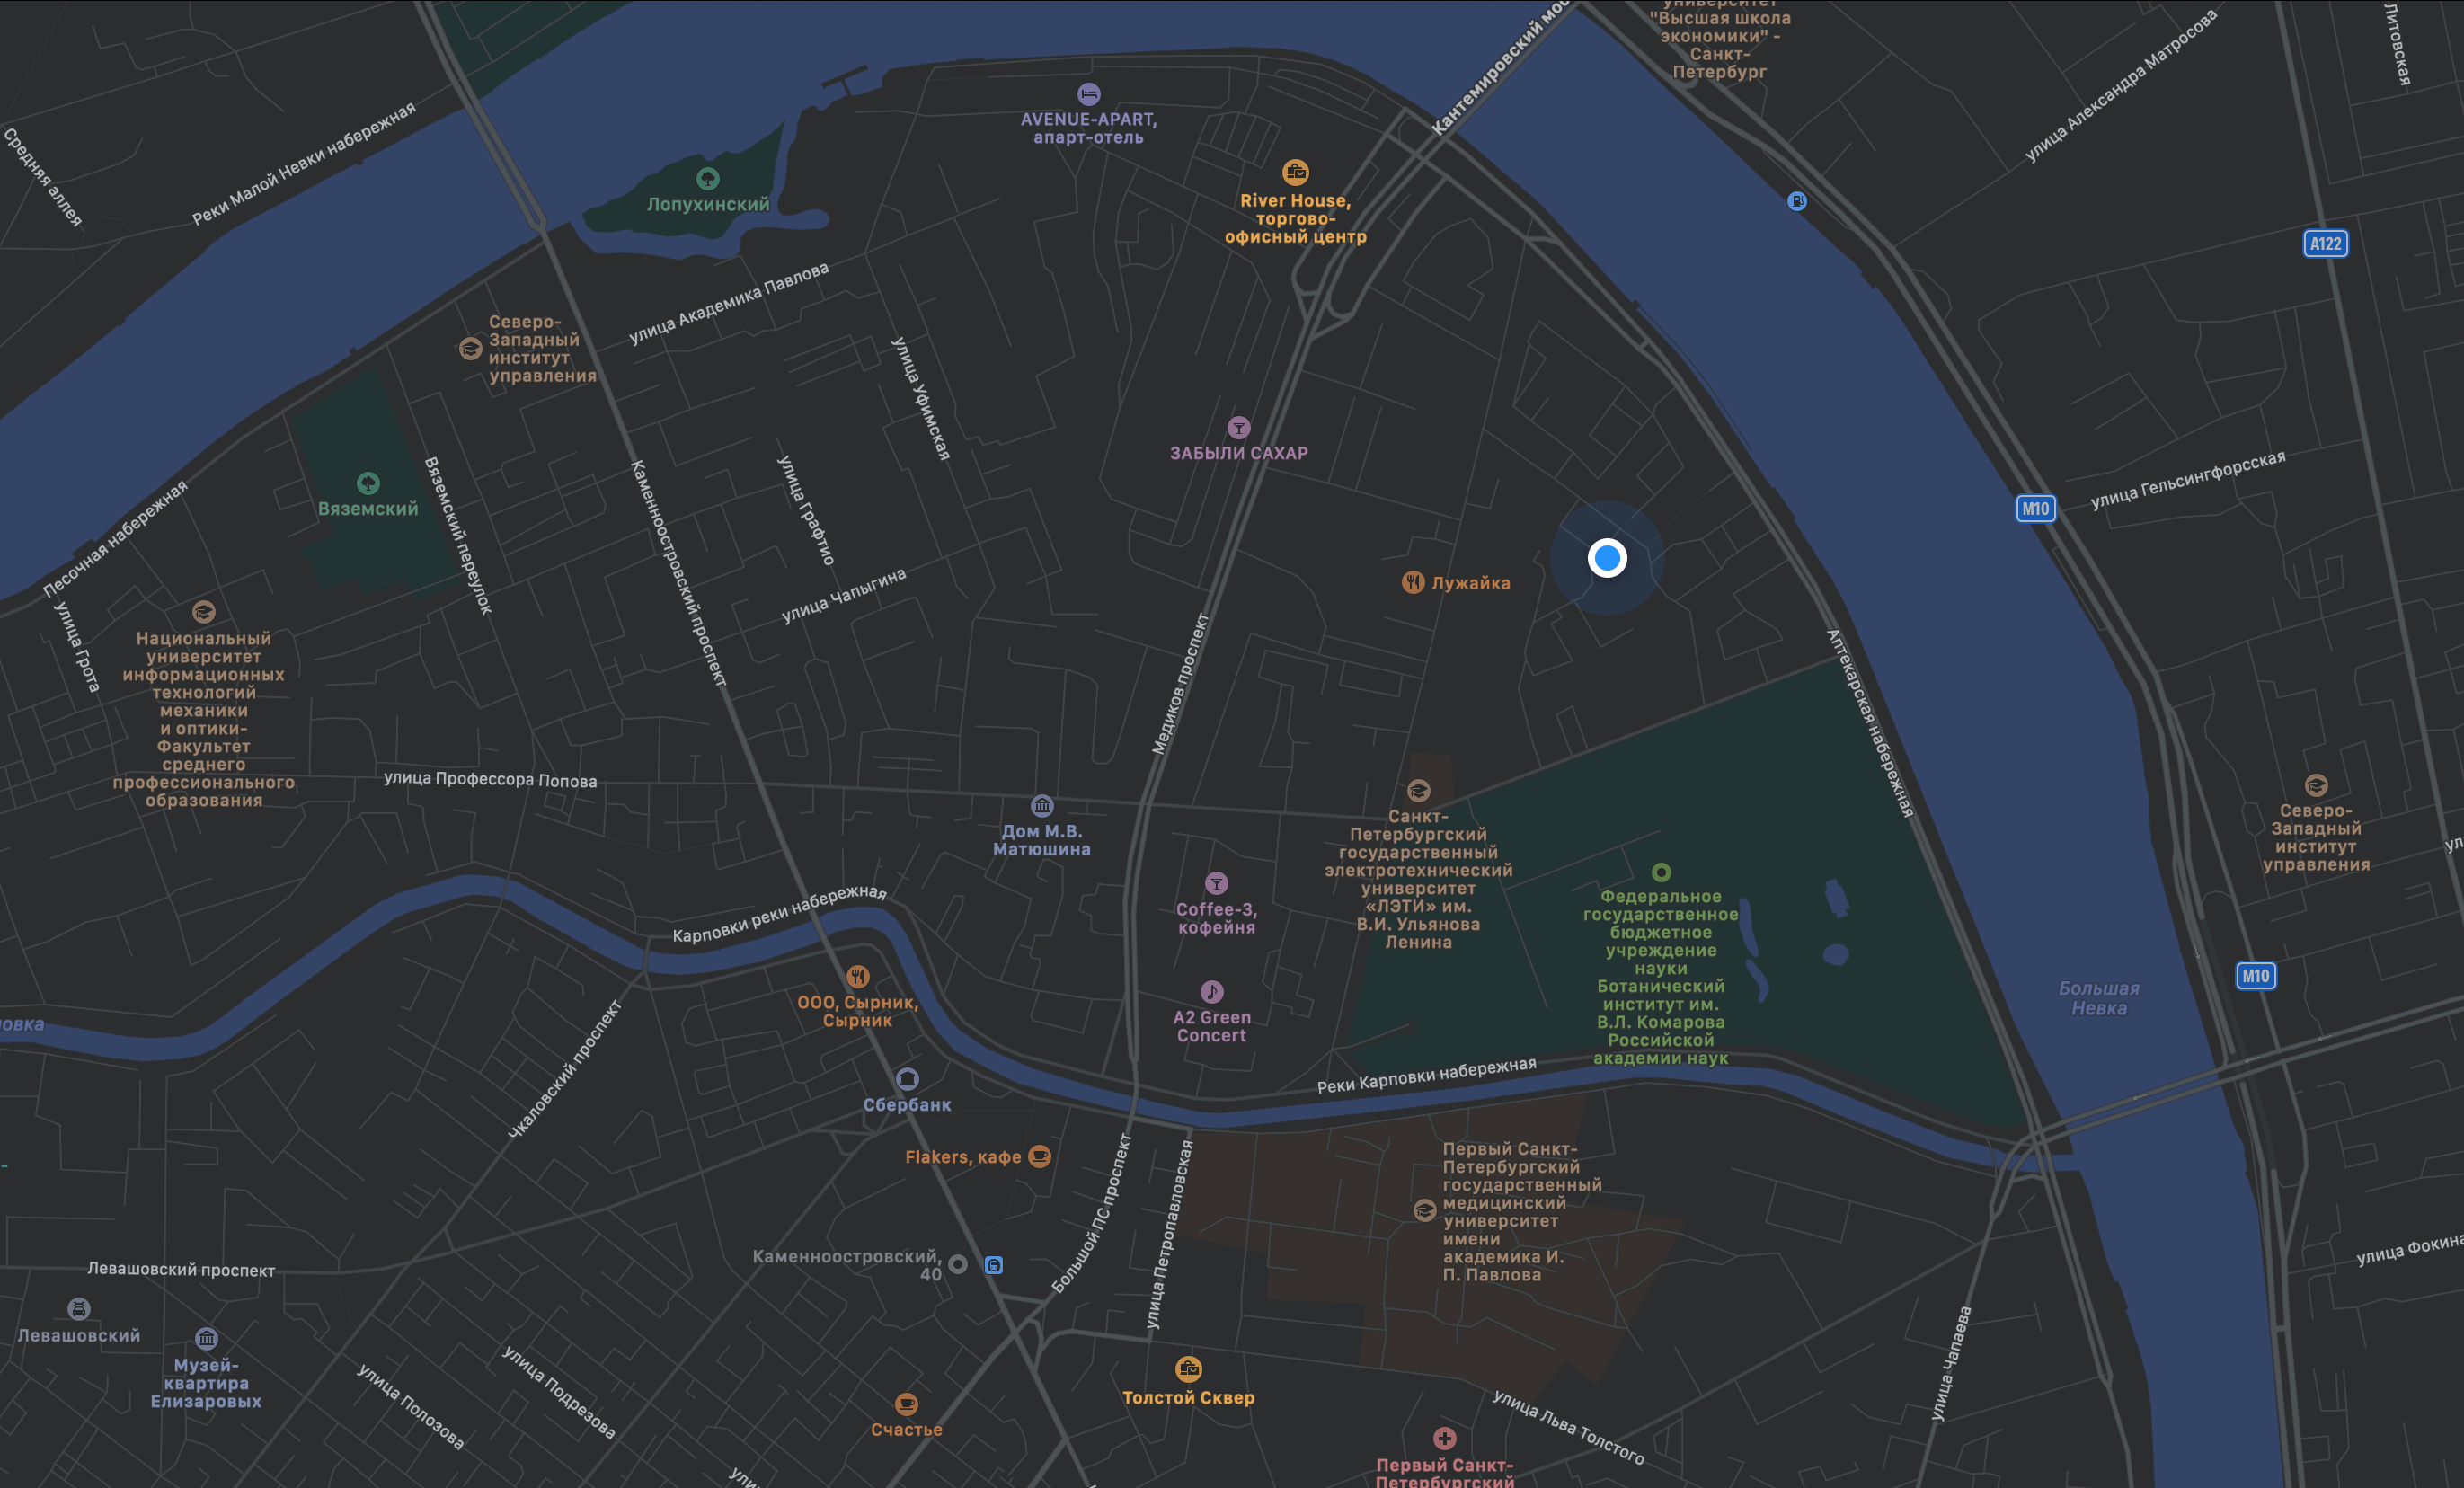 университет
"Высшая школа
экономики" -
Санкт-
Петербург
Литовская
улица Александра Матросова
Кантемировский мос
Средняя аллея
Реки Малой Невки набережная
AVENUE-APART,
апарт-отель
Лопухинский
River House,
торгово-
офисный центр
A122
улица Академика Павлова
Северо-
Западный
институт
управления
улица Уфимская
ЗАБЫЛИ САХАР
Вяземский
Вяземский переулок
Песочная набережная
Каменноостровский проспект
улица Графтио
улица Гельсингфорсская
M10
улица Чапыгина
Лужайка
улица Грота
Национальный
университет
информационных
технологий
механики
и оптики-
Факультет
среднего
профессионального
образования
Медиков проспект
Аптекарская набережная
улица Профессора Попова
Дом М.В.
Матюшина
Санкт-
Петербургский
государственный
электротехнический
университет
«ЛЭТИ» им.
В.И. Ульянова
Ленина
Северо-
Западный
институт
управления
ул
Карповки реки набережная
Coffee-3,
кофейня
Федеральное
государственное
бюджетное
учреждение
науки
Ботанический
институт им.
В.Л. Комарова
Российской
академии наук
M10
Большая
Невка
ООО, Сырник,
Сырник
A2 Green
Concert
овка
Чкаловский проспект
Реки Карповки набережная
Сбербанк
Flakers, кафе
Большой ПС проспект
улица Петропавловская
Первый Санкт-
Петербургский
государственный
медицинский
университет
имени
академика И.
П. Павлова
Каменноостровский,
40
Левашовский проспект
улица Фокина
Левашовский
Музей-
квартира
Елизаровых
улица Полозова
улица Подрезова
Толстой Сквер
Счастье
улица Чапаева
улица Льва Толстого
Первый Санкт-
Петербургский
ули